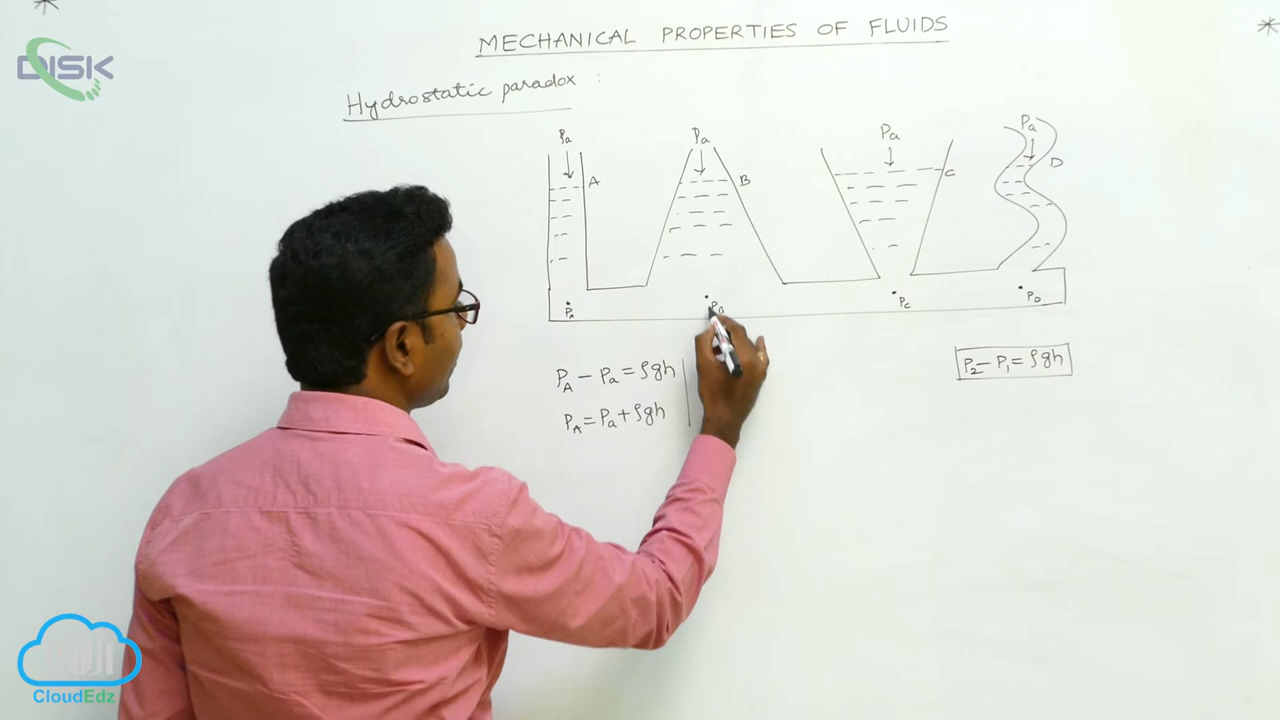 MECHANICAL PROPERTIES OF FLUIDS
DISK
Hydrostatic paradox :
Pa Pa Pa Pa
A B C D
PA PB PC PD
PA - Pa = ρgh
PA = Pa + ρgh
P2 - P1 = ρgh
CloudEdz